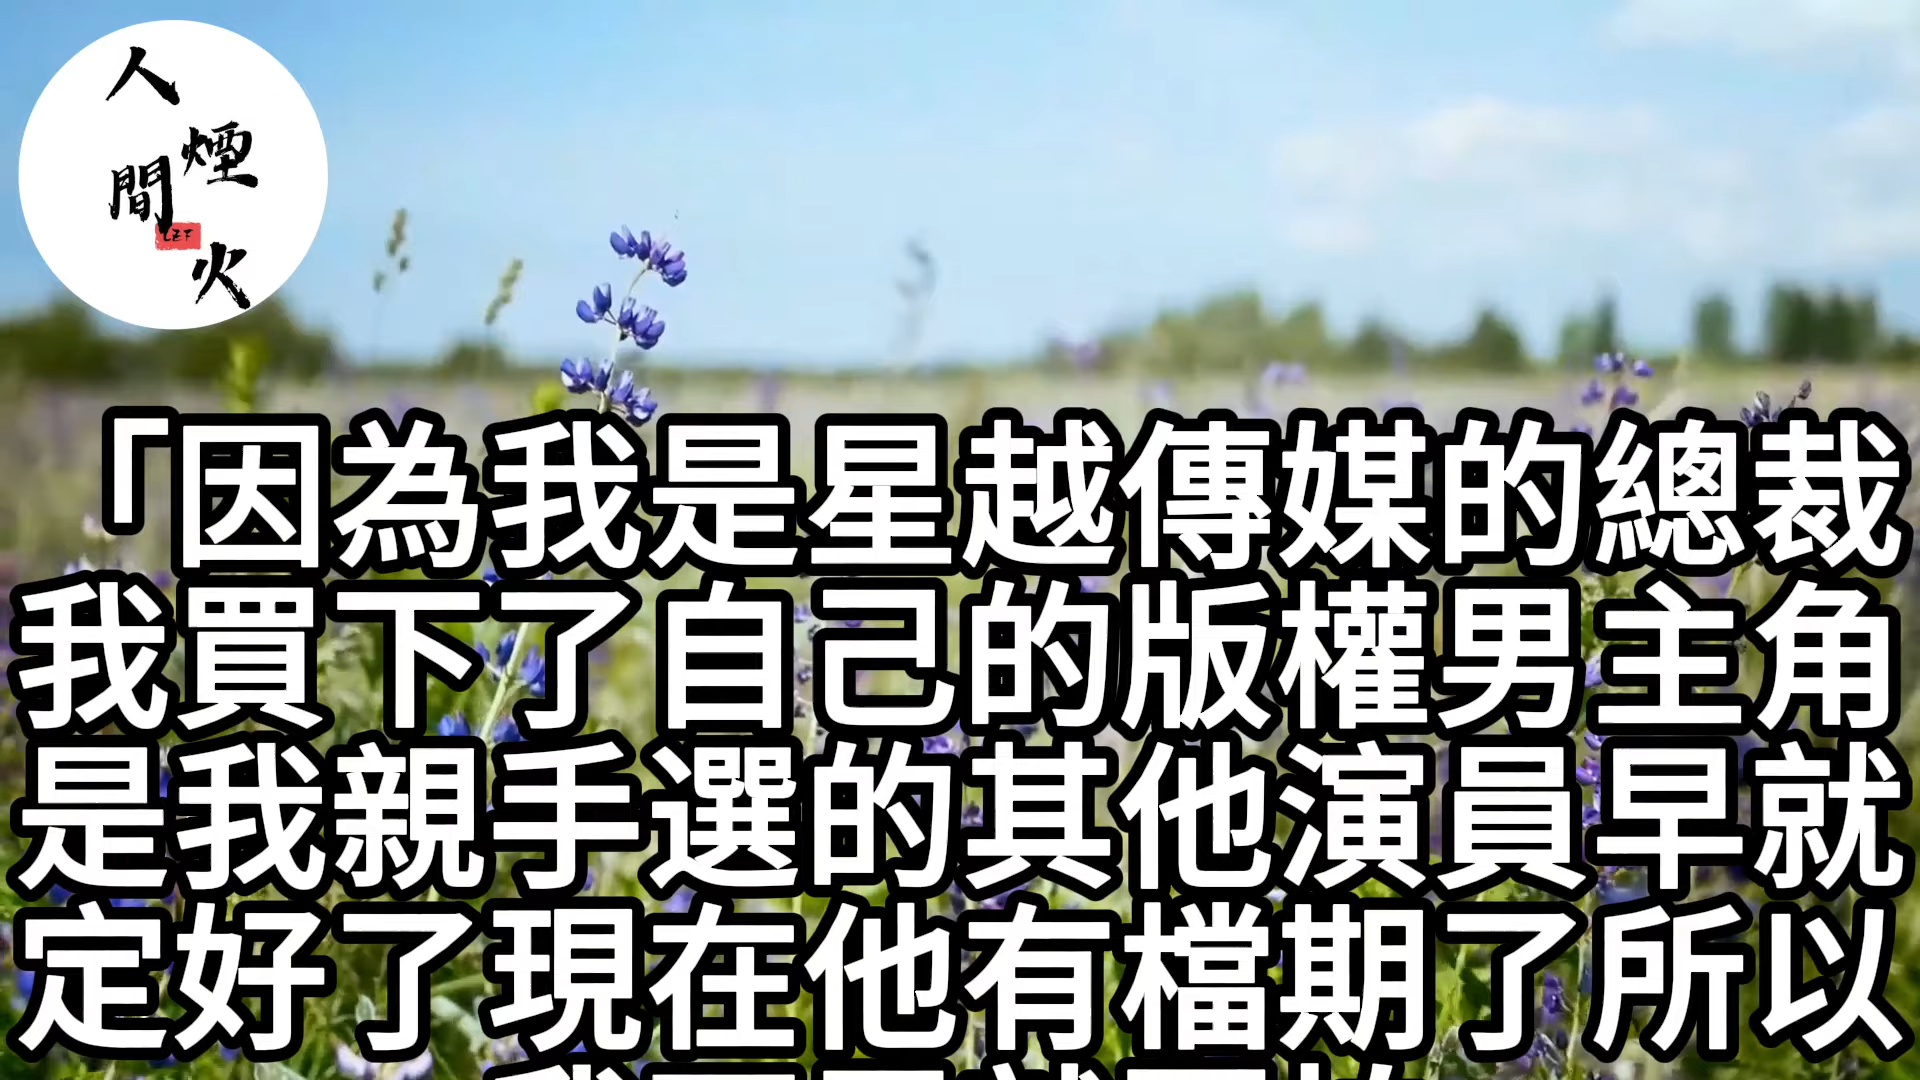 人間煙火
LZF
「因為我是星越傳媒的總裁
我買下了自己的版權男主角
是我親手選的其他演員早就
定好了現在他有檔期了所以